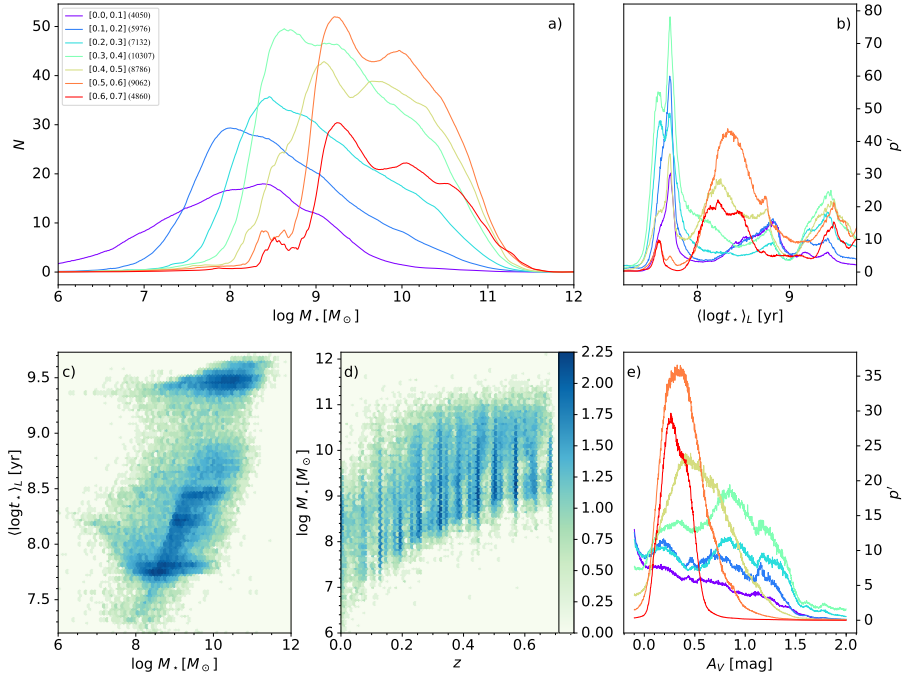 a)
[0.0, 0.1] (4050)
[0.1, 0.2] (5976)
[0.2, 0.3] (7132)
[0.3, 0.4] (10307)
[0.4, 0.5] (8786)
[0.5, 0.6] (9062)
[0.6, 0.7] (4860)
50
40
30
20
10
0
N
6 7 8 9 10 11 12
log M⋆[M⊙]
b)
80
70
60
50
40
30
20
10
0
p′
8 9
⟨logt⋆⟩L [yr]
c)
9.5
9.0
8.5
8.0
7.5
⟨logt⋆⟩L [yr]
6 8 10 12
log M⋆[M⊙]
d)
12
11
10
9
8
7
6
log M⋆[M⊙]
0.0 0.2 0.4 0.6
z
2.25
2.00
1.75
1.50
1.25
1.00
0.75
0.50
0.25
0.00
e)
35
30
25
20
15
10
5
0
p′
0.0 0.5 1.0 1.5 2.0
AV [mag]